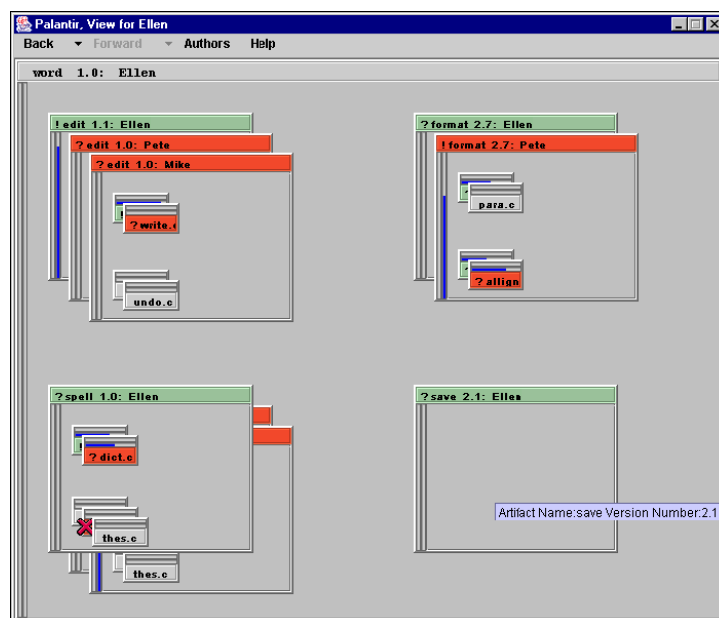 Palantir, View for Ellen
Back Forward Authors Help
word 1.0: Ellen
! edit 1.1: Ellen
? edit 1.0: Pete
? edit 1.0: Mike
? write.c
undo.c
? format 2.7: Ellen
! format 2.7: Pete
para.c
? allign
? spell 1.0: Ellen
? dict.c
thes.c
thes.c
? save 2.1: Ellen
Artifact Name:save Version Number:2.1